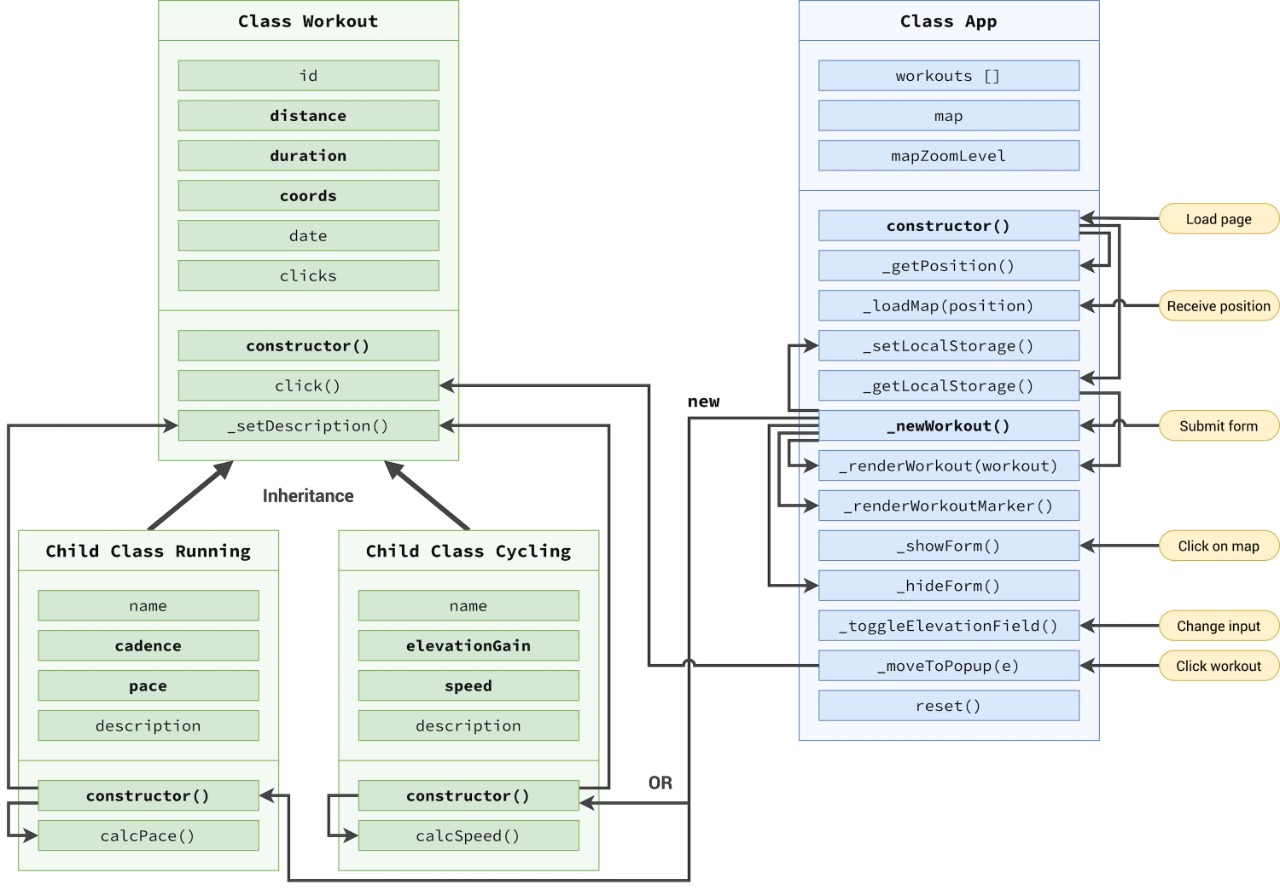 Class Workout
id
distance
duration
coords
date
clicks
constructor()
click()
_setDescription()
Inheritance
Child Class Running
name
cadence
pace
description
constructor()
calcPace()
Child Class Cycling
name
elevationGain
speed
description
constructor()
calcSpeed()
new
OR
Class App
workouts []
map
mapZoomLevel
constructor()
_getPosition()
_loadMap(position)
_setLocalStorage()
_getLocalStorage()
_newWorkout()
_renderWorkout(workout)
_renderWorkoutMarker()
_showForm()
_hideForm()
_toggleElevationField()
_moveToPopup(e)
reset()
Load page
Receive position
Submit form
Click on map
Change input
Click workout